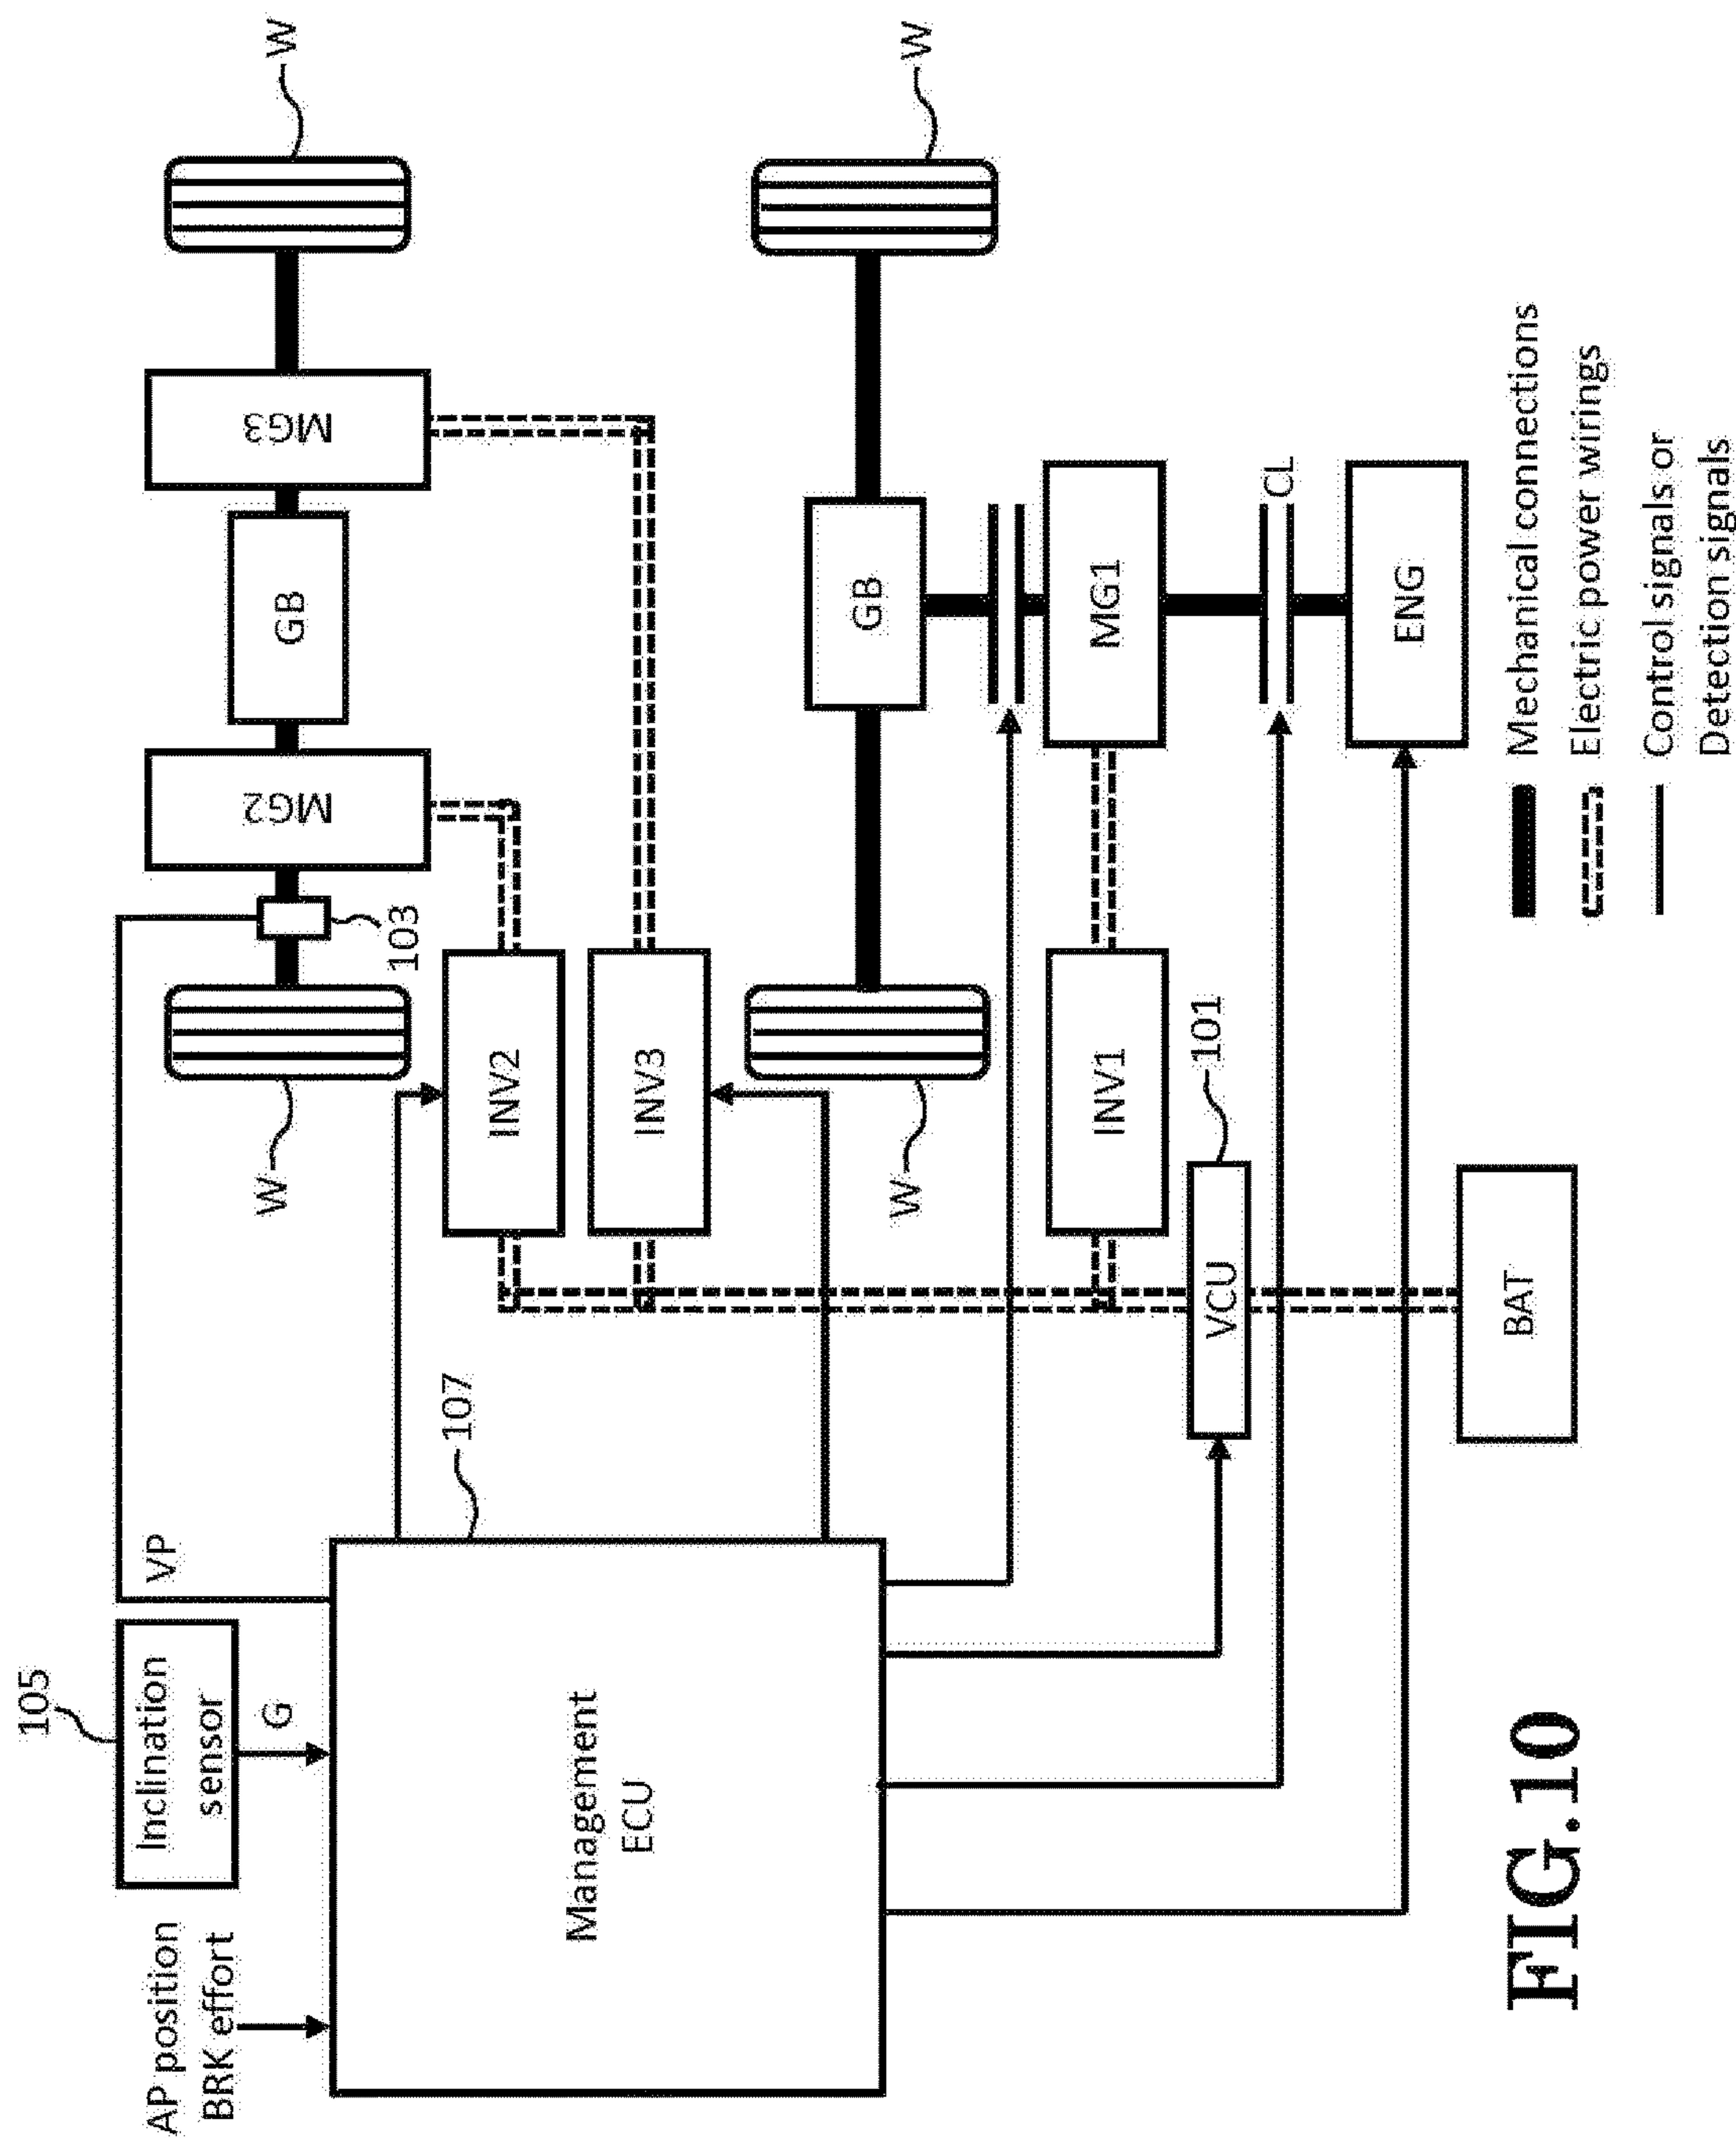 105
Inclination
sensor
G
AP position
BRK effort
VP
Management
ECU
107
W
103
MG2
GB
MG3
W
INV2
INV3
W
GB
W
MG1
INV1
CL
VCU
101
ENG
BAT
Mechanical connections
Electric power wirings
Control signals or
Detection signals
FIG.10